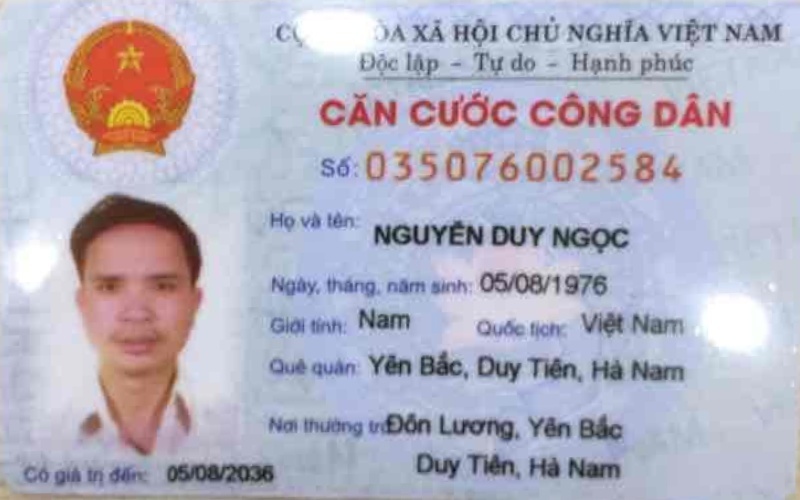 XÃ HỘI CHỦ NGHĨA VIỆT NAM
Độc lập - Tự do - Hạnh phúc
CĂN CƯỚC CÔNG DÂN
Số: 035076002584
Họ và tên: NGUYỄN DUY NGỌC
Ngày, tháng, năm sinh: 05/08/1976
Giới tính: Nam Quốc tịch: Việt Nam
Quê quán: Yên Bắc, Duy Tiên, Hà Nam
Nơi thường trú: Đôn Lương, Yên Bắc
Duy Tiên, Hà Nam
Có giá trị đến: 05/08/2036